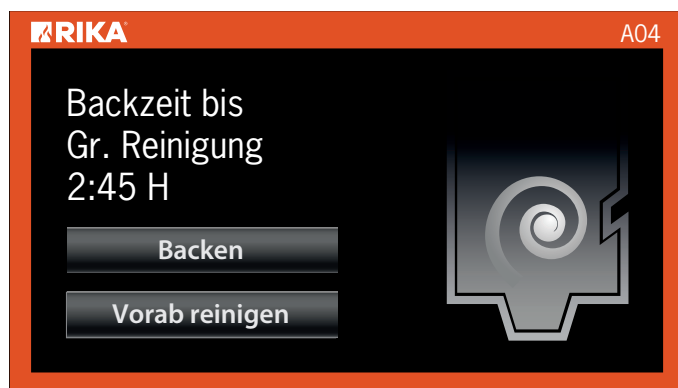 RIKA
A04
Backzeit bis
Gr. Reinigung
2:45 H
Backen
Vorab reinigen